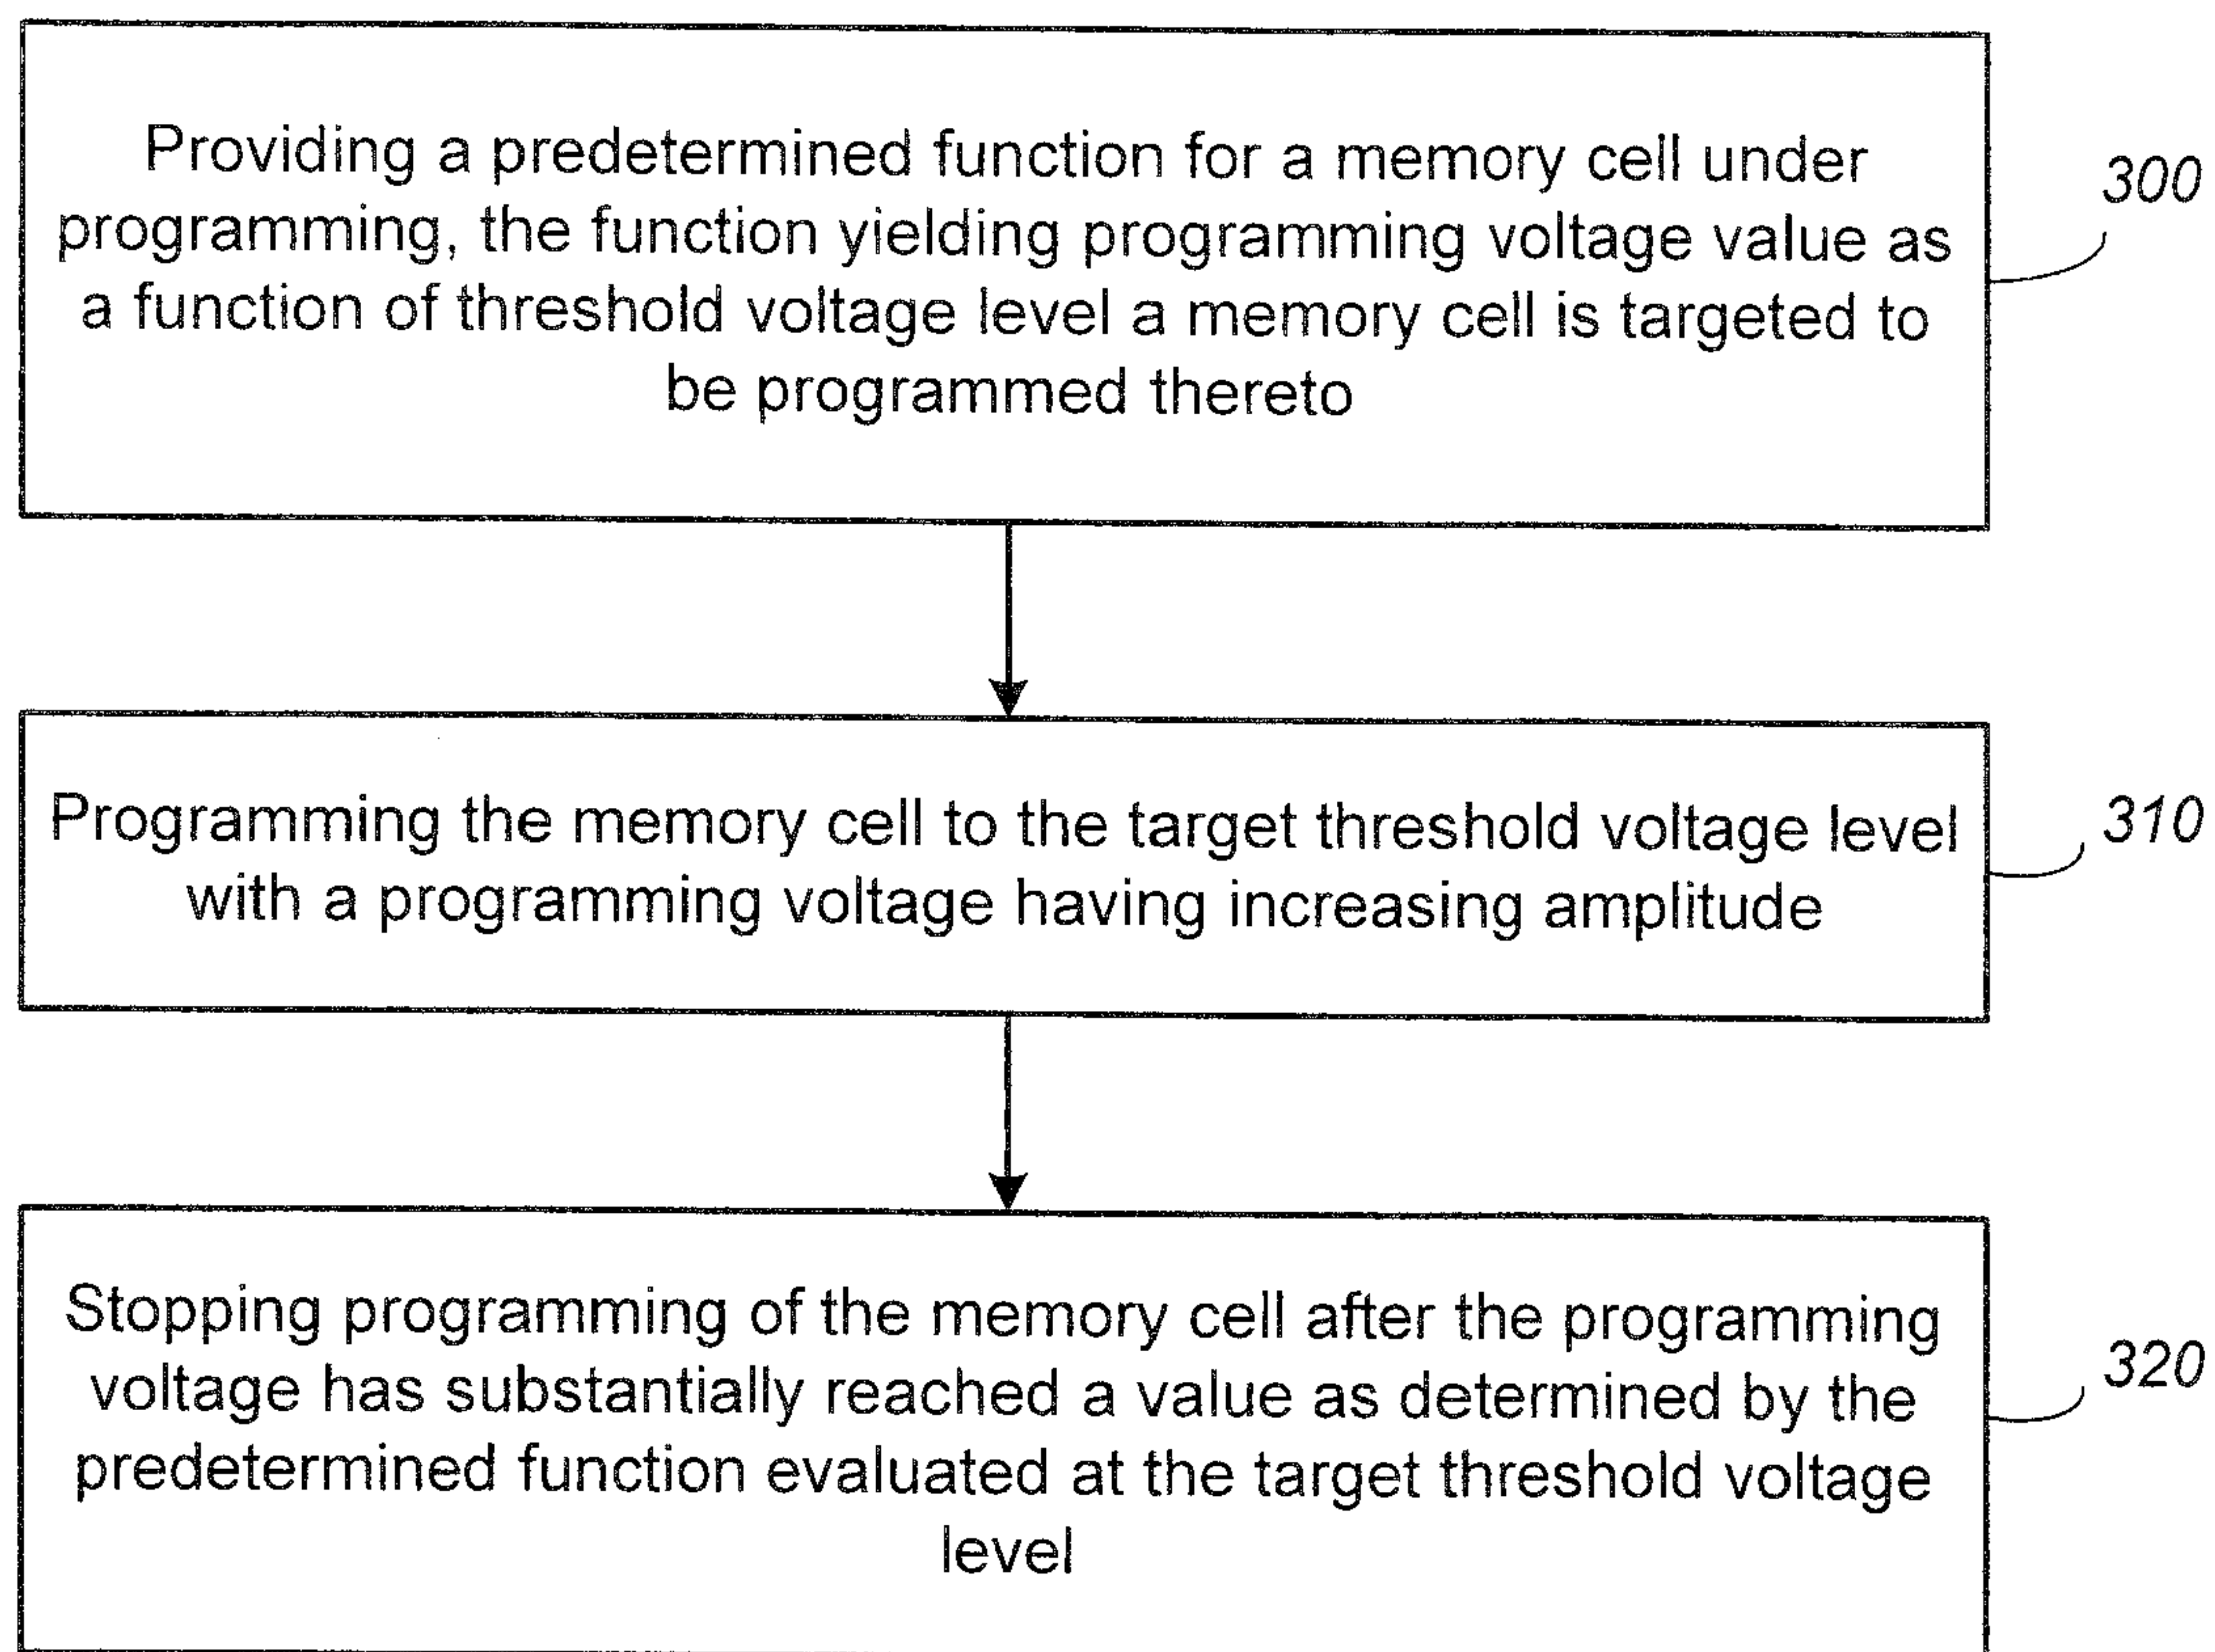 Providing a predetermined function for a memory cell under
programming, the function yielding programming voltage value as
a function of threshold voltage level a memory cell is targeted to
be programmed thereto
300
Programming the memory cell to the target threshold voltage level
with a programming voltage having increasing amplitude
310
Stopping programming of the memory cell after the programming
voltage has substantially reached a value as determined by the
predetermined function evaluated at the target threshold voltage
level
320